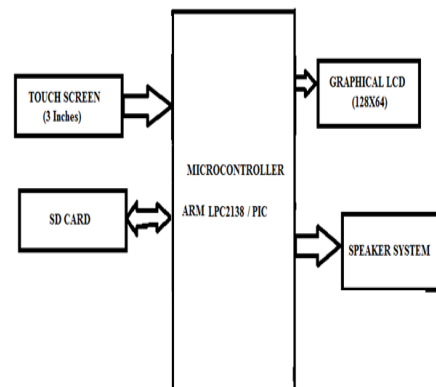 TOUCH SCREEN
(3 Inches)
SD CARD
MICROCONTROLLER
ARM LPC2138 / PIC
GRAPHICAL LCD
(128X64)
SPEAKER SYSTEM